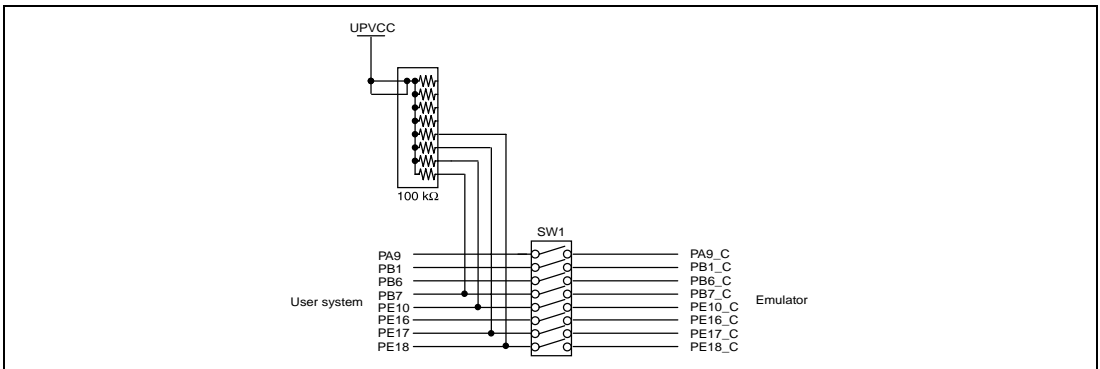 UPVCC
100 kΩ
SW1
PA9 PA9_C
PB1 PB1_C
PB6 PB6_C
PB7 PB7_C
User system Emulator
PE10 PE10_C
PE16 PE16_C
PE17 PE17_C
PE18 PE18_C